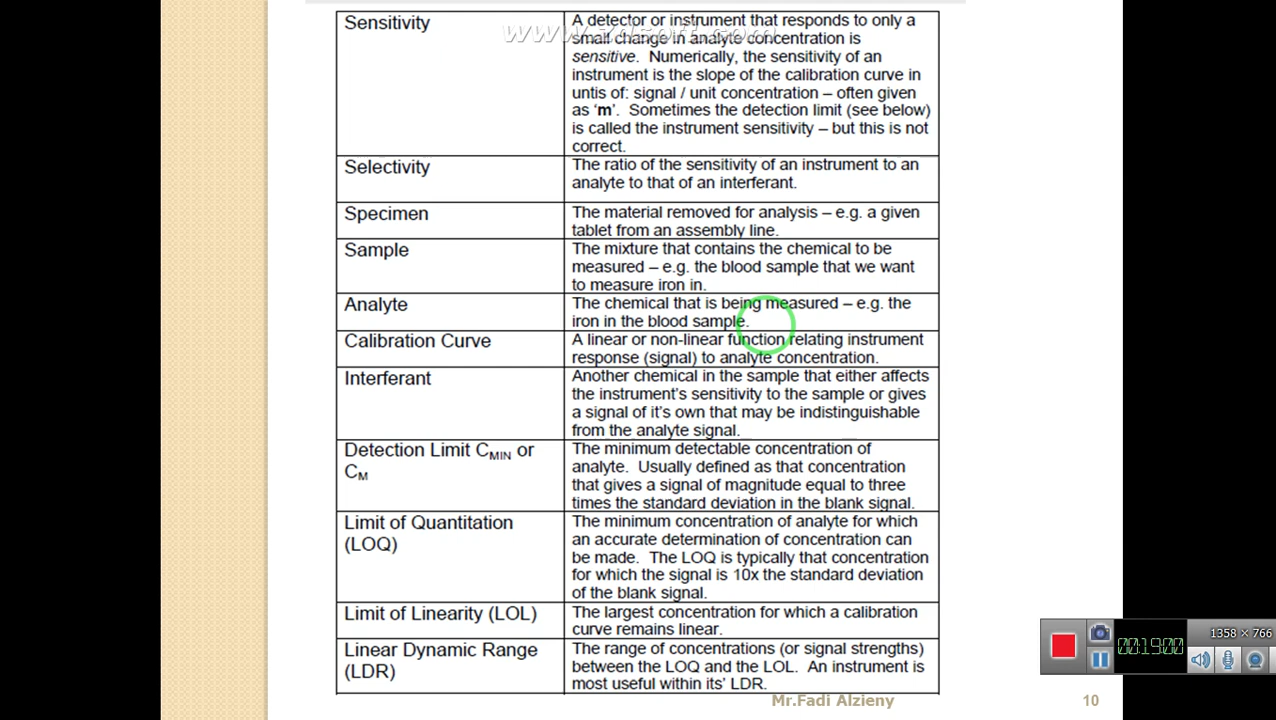 www.zdsoft.com
Sensitivity
A detector or instrument that responds to only a
small change in analyte concentration is
sensitive. Numerically, the sensitivity of an
instrument is the slope of the calibration curve in
untis of: signal / unit concentration – often given
as ‘m’. Sometimes the detection limit (see below)
is called the instrument sensitivity – but this is not
correct.
Selectivity
The ratio of the sensitivity of an instrument to an
analyte to that of an interferant.
Specimen
The material removed for analysis – e.g. a given
tablet from an assembly line.
Sample
The mixture that contains the chemical to be
measured – e.g. the blood sample that we want
to measure iron in.
Analyte
The chemical that is being measured – e.g. the
iron in the blood sample.
Calibration Curve
A linear or non-linear function relating instrument
response (signal) to analyte concentration.
Interferant
Another chemical in the sample that either affects
the instrument's sensitivity to the sample or gives
a signal of it's own that may be indistinguishable
from the analyte signal.
Detection Limit CMIN or
CM
The minimum detectable concentration of
analyte. Usually defined as that concentration
that gives a signal of magnitude equal to three
times the standard deviation in the blank signal.
Limit of Quantitation
(LOQ)
The minimum concentration of analyte for which
an accurate determination of concentration can
be made. The LOQ is typically that concentration
for which the signal is 10x the standard deviation
of the blank signal.
Limit of Linearity (LOL)
The largest concentration for which a calibration
curve remains linear.
Linear Dynamic Range
(LDR)
The range of concentrations (or signal strengths)
between the LOQ and the LOL. An instrument is
most useful within its' LDR.
Mr.Fadi Alzieny
10
00:19:00
1358 × 766